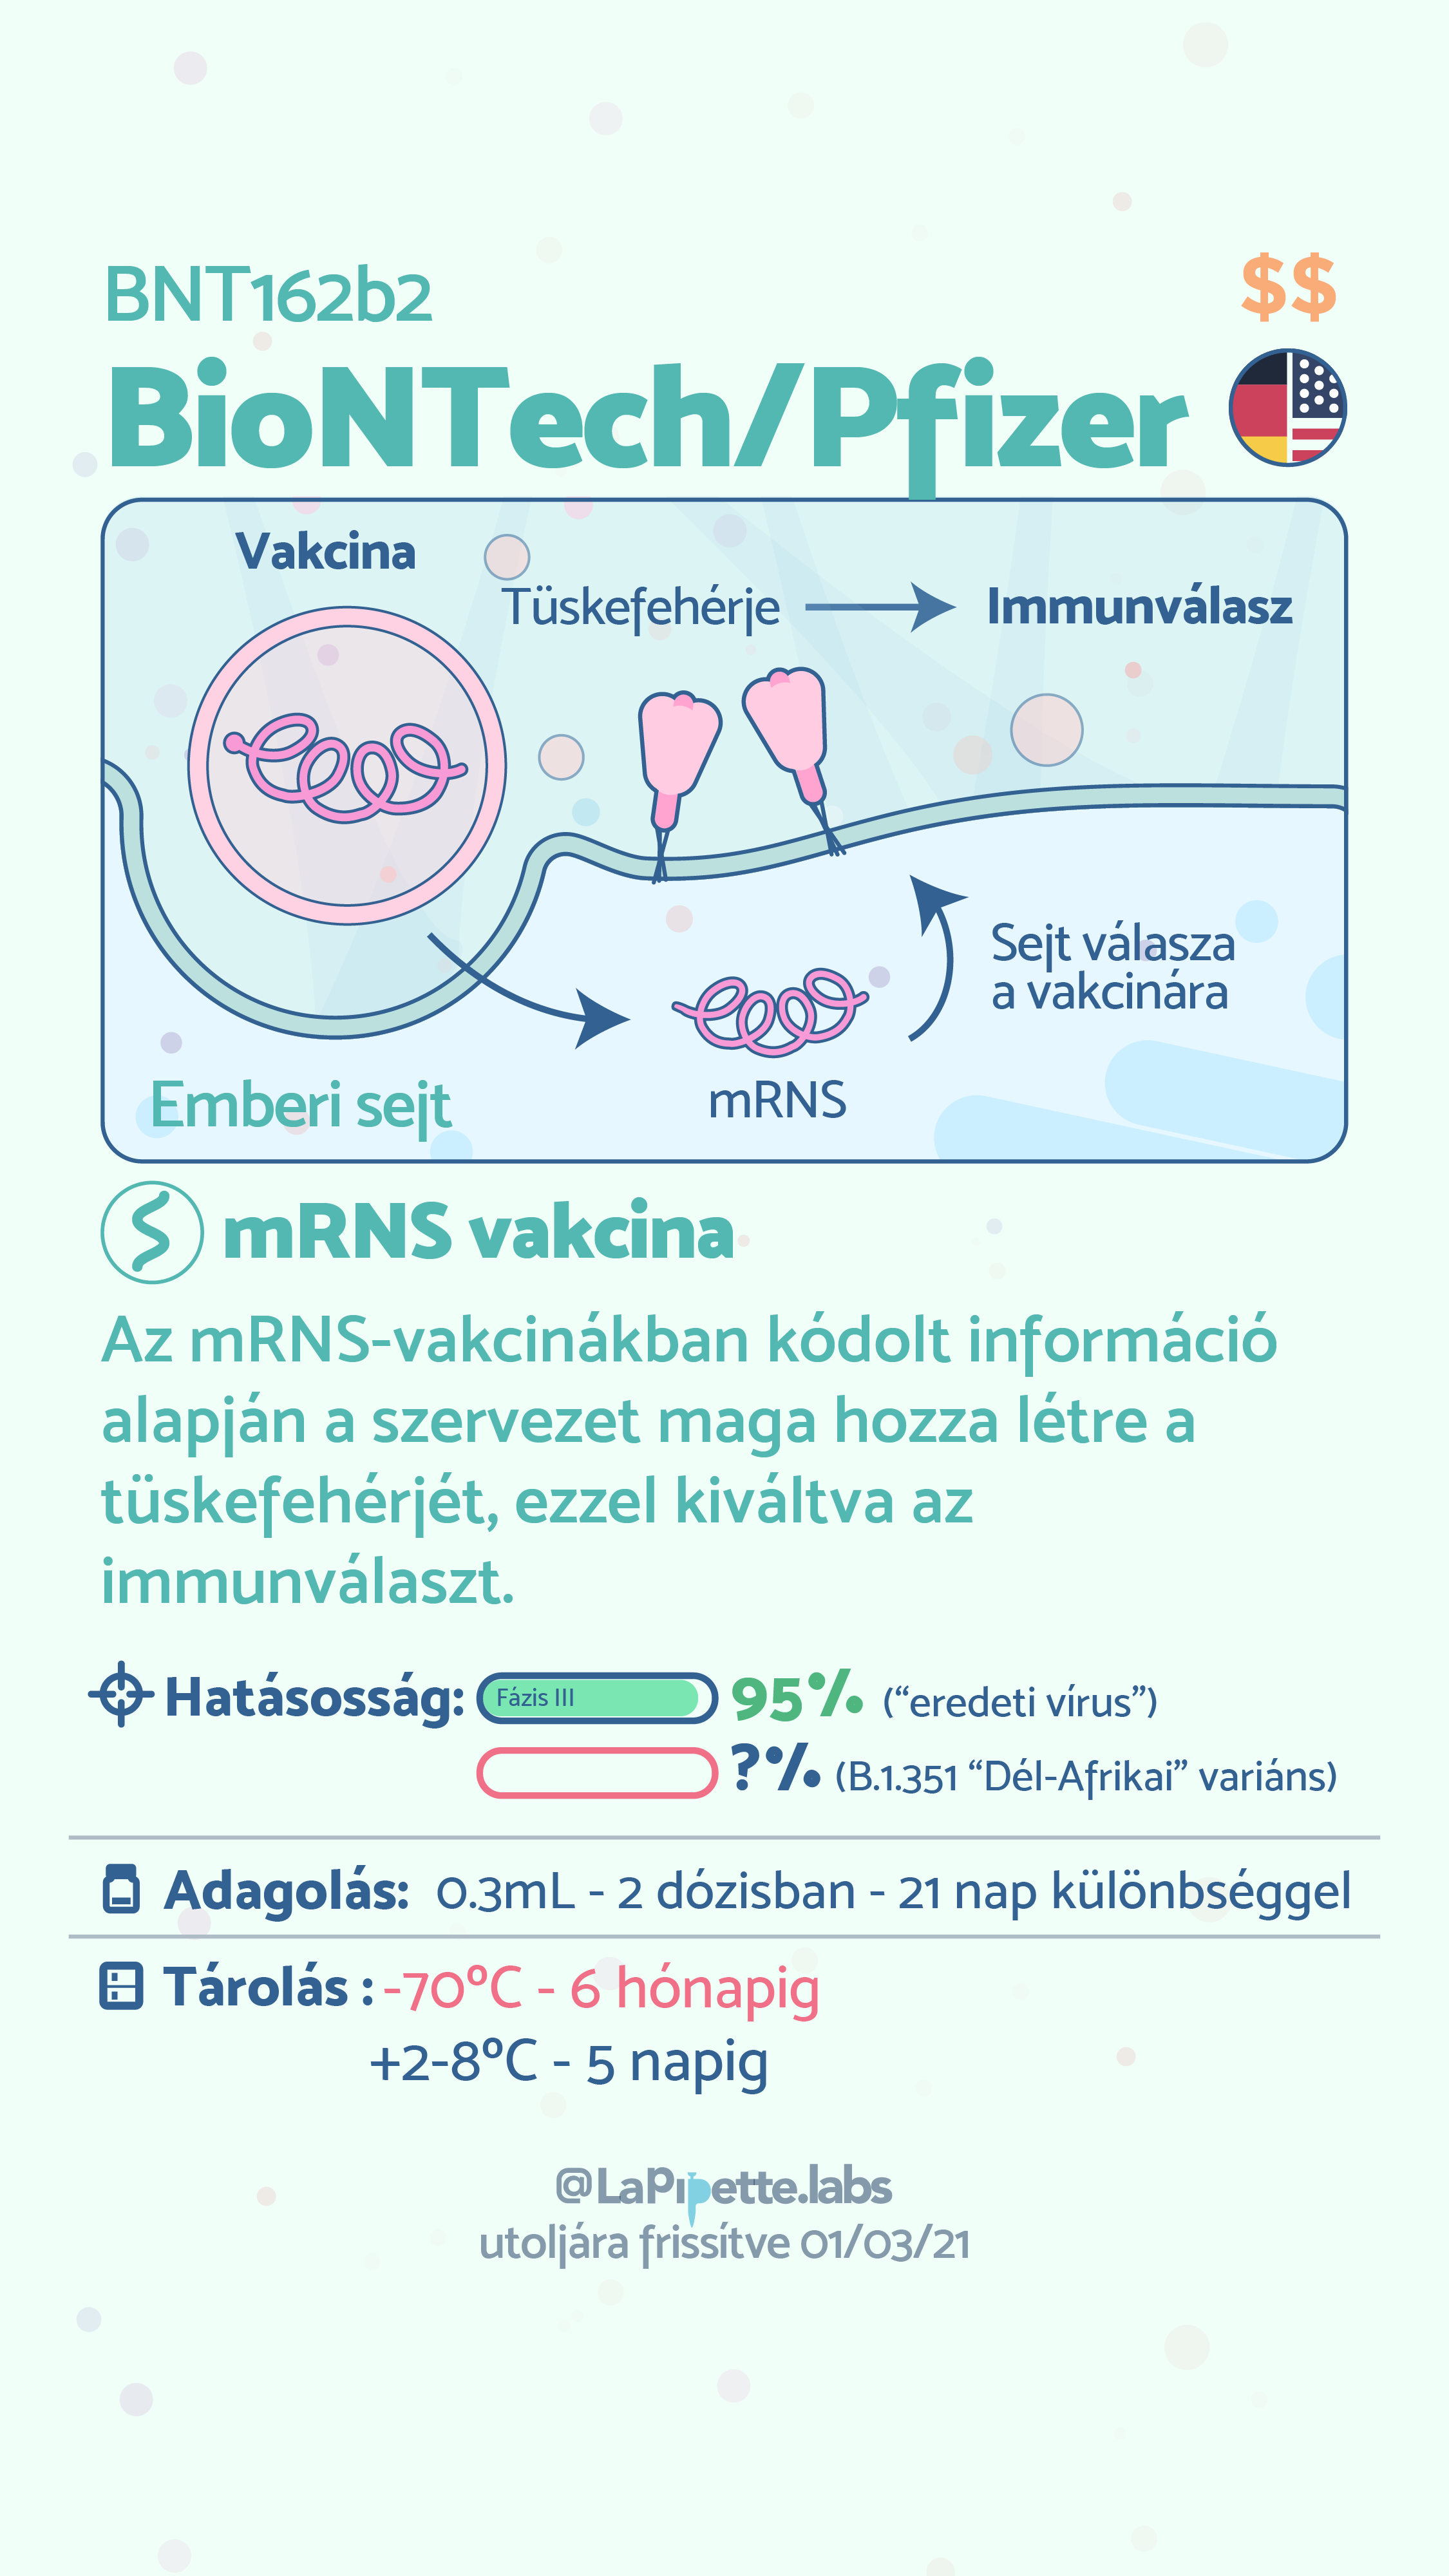 BNT162b2
$$
BioNTech/Pfizer
Vakcina
Tüskefehérje
Immunválasz
Sejt válasza
a vakcinára
Emberi sejt
mRNS
mRNS vakcina
Az mRNS-vakcinákban kódolt információ
alapján a szervezet maga hozza létre a
tüskefehérjét, ezzel kiváltva az
immunválaszt.
Hatásosság: Fázis III 95% (“eredeti vírus”)
?% (B.1.351 “Dél-Afrikai” variáns)
Adagolás: 0.3mL - 2 dózisban - 21 nap különbséggel
Tárolás : -70ºC - 6 hónapig
+2-8ºC - 5 napig
@LaPipette.labs
utoljára frissítve 01/03/21